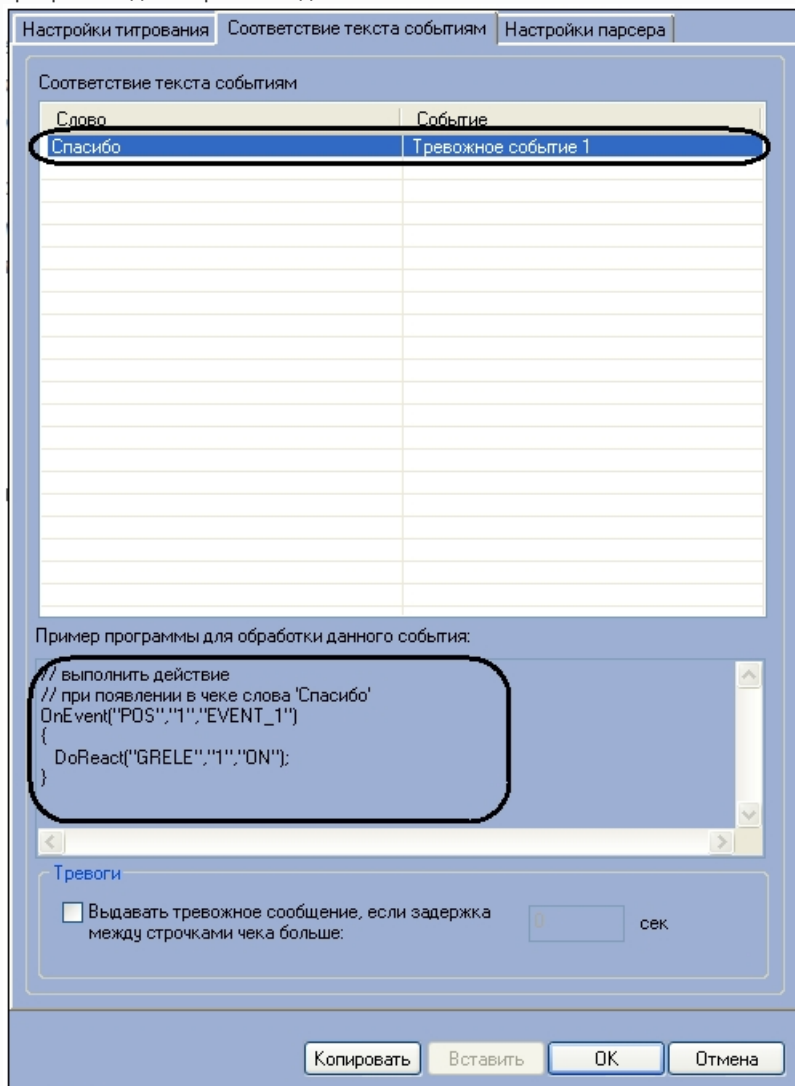 Настройки титрования Соответствие текста событиям Настройки парсера
Соответствие текста событиям
Слово Событие
Спасибо Тревожное событие 1
Пример программы для обработки данного события:
// выполнить действие
// при появлении в чеке слова 'Спасибо'
OnEvent("POS","1","EVENT_1")
{
DoReact("GRELE","1","ON");
}
Тревоги
Выдавать тревожное сообщение, если задержка
между строчками чека больше:
0 сек
Копировать Вставить OK Отмена